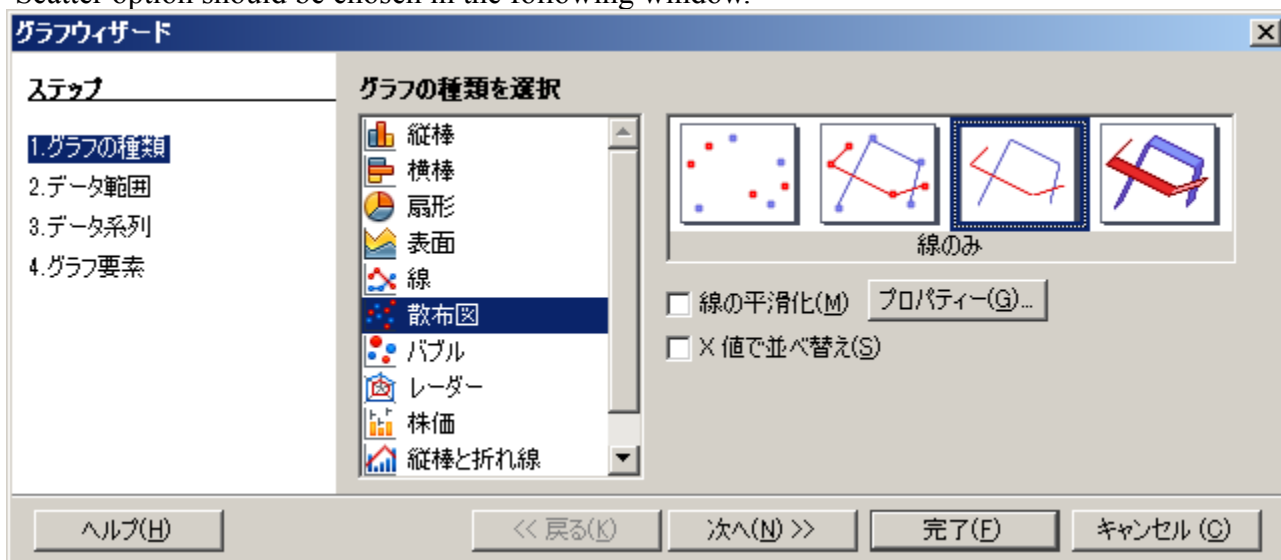 Scatter option should be chosen in the following window.
グラフウィザード
ステップ
1.グラフの種類
2.データ範囲
3.データ系列
4.グラフ要素
グラフの種類を選択
縦棒
横棒
扇形
表面
線
散布図
バブル
レーダー
株価
縦棒と折れ線
線のみ
線の平滑化(M) プロパティー(G)...
X 値で並べ替え(S)
ヘルプ(H) << 戻る(K) 次へ(N) >> 完了(F) キャンセル (C)